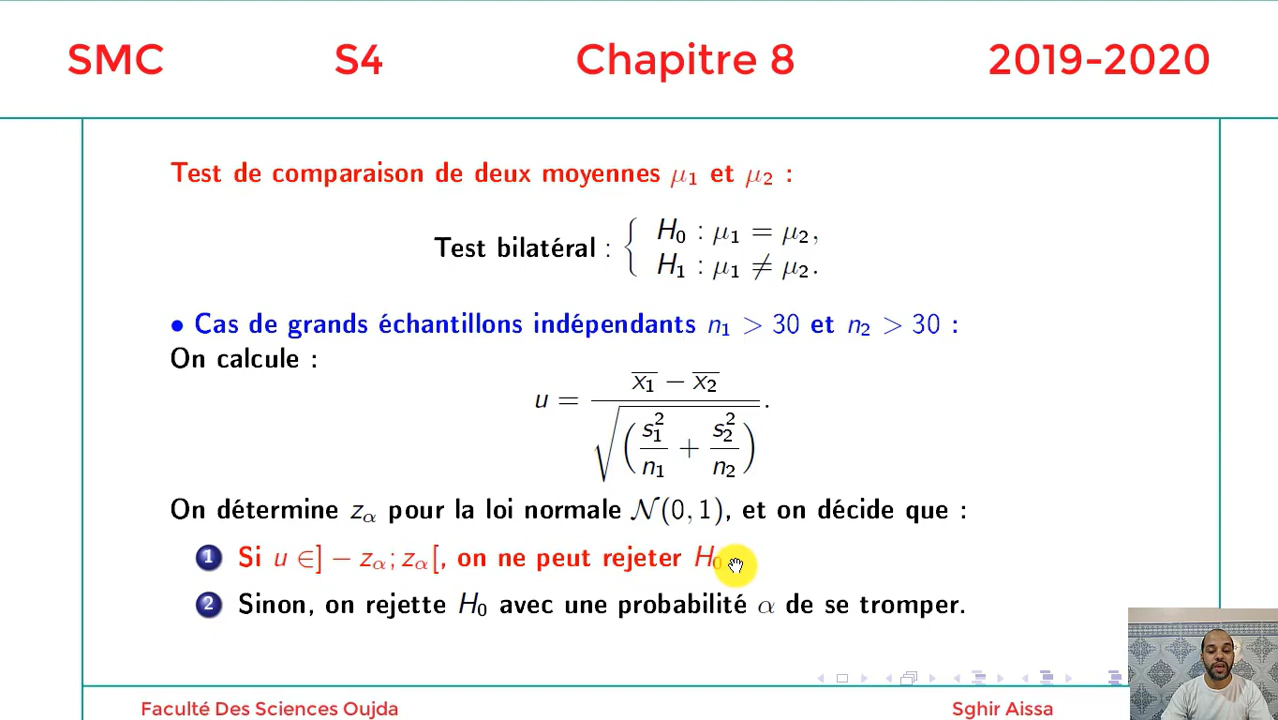 SMC S4 Chapitre 8 2019-2020
Test de comparaison de deux moyennes μ₁ et μ₂ :
Test bilatéral : { H₀ : μ₁ = μ₂,
H₁ : μ₁ ≠ μ₂.
• Cas de grands échantillons indépendants n₁ > 30 et n₂ > 30 :
On calcule :
u = (x̄₁ − x̄₂) / √(s₁²/n₁ + s₂²/n₂).
On détermine z_α pour la loi normale 𝒩(0, 1), et on décide que :
1 Si u ∈] − z_α; z_α[, on ne peut rejeter H₀
2 Sinon, on rejette H₀ avec une probabilité α de se tromper.
Faculté Des Sciences Oujda Sghir Aissa